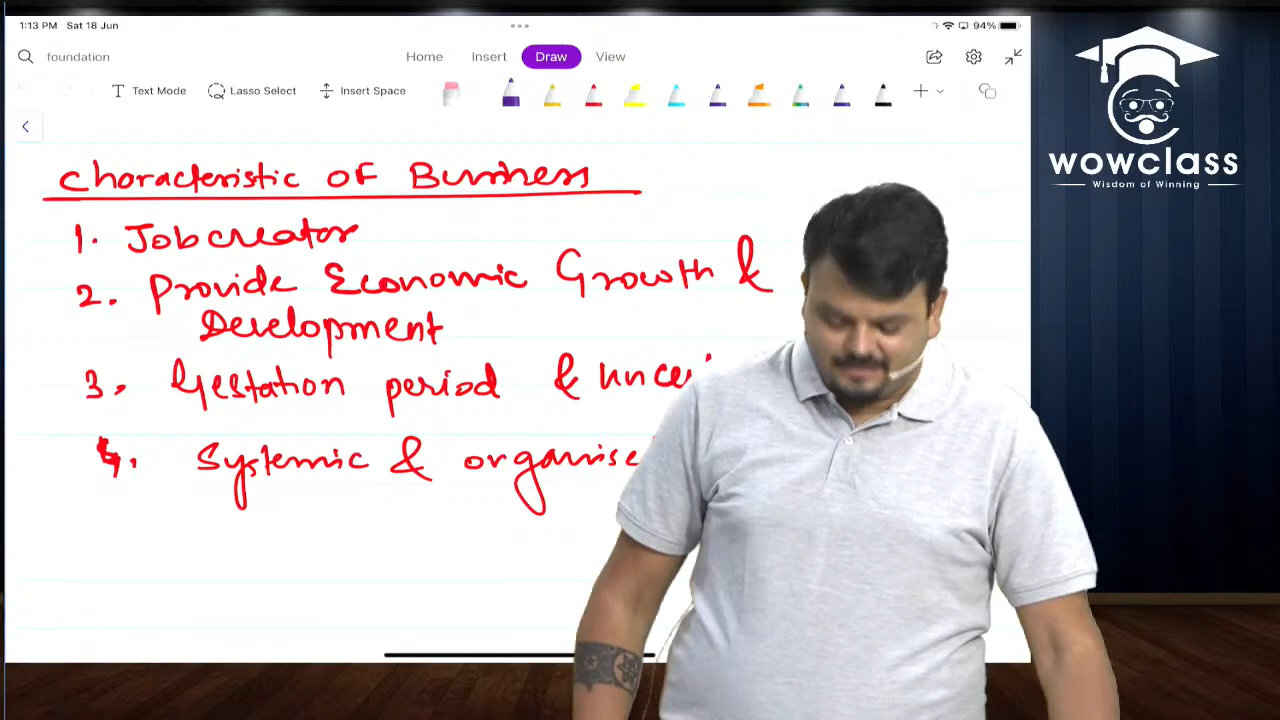 1:13 PM Sat 18 Jun
94%
foundation
Home Insert Draw View
Text Mode Lasso Select Insert Space
Characteristic of Business
1. Job creator
2. Provide Economic Growth &
Development
3. Gestation period &
4. Systemic &
wowclass
Wisdom of Winning